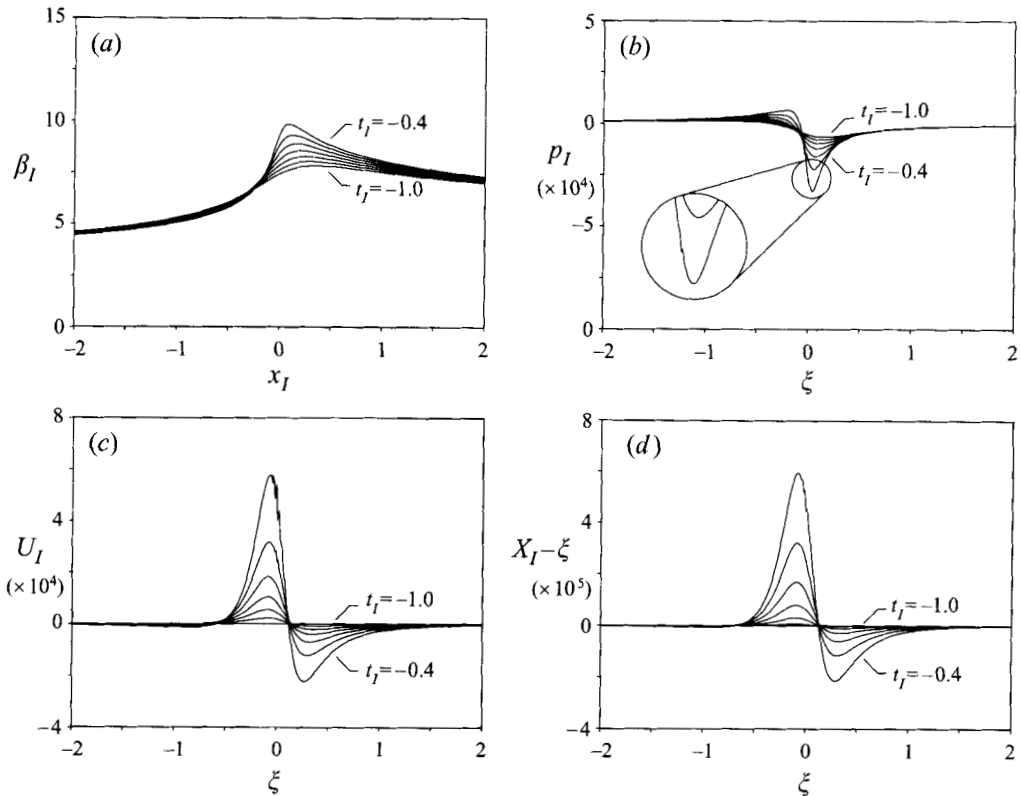 15
(a)
10
t_I=−0.4
β_I
5
t_I=−1.0
0
−2
−1
0
1
2
x_I
5
(b)
t_I=−1.0
0
p_I
(×10⁴)
t_I=−0.4
−5
0
−2
−1
0
1
2
ξ
8
(c)
4
U_I
(×10⁴)
t_I=−1.0
0
t_I=−0.4
−4
−2
−1
0
1
2
ξ
8
(d)
4
X_I−ξ
(×10⁵)
t_I=−1.0
0
t_I=−0.4
−4
−2
−1
0
1
2
ξ